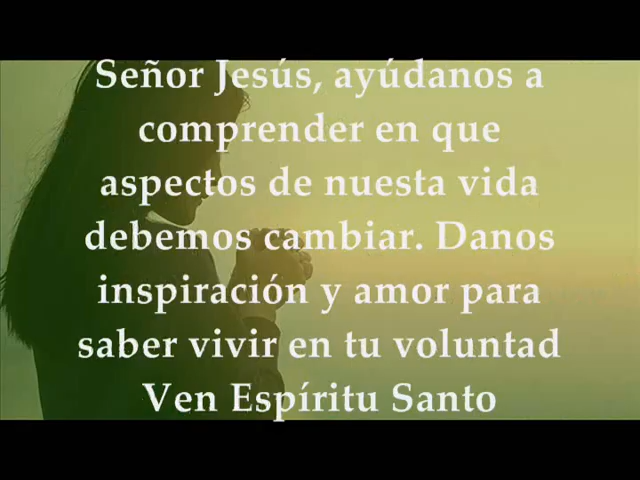 Señor Jesús, ayúdanos a
comprender en que
aspectos de nuesta vida
debemos cambiar. Danos
inspiración y amor para
saber vivir en tu voluntad
Ven Espíritu Santo